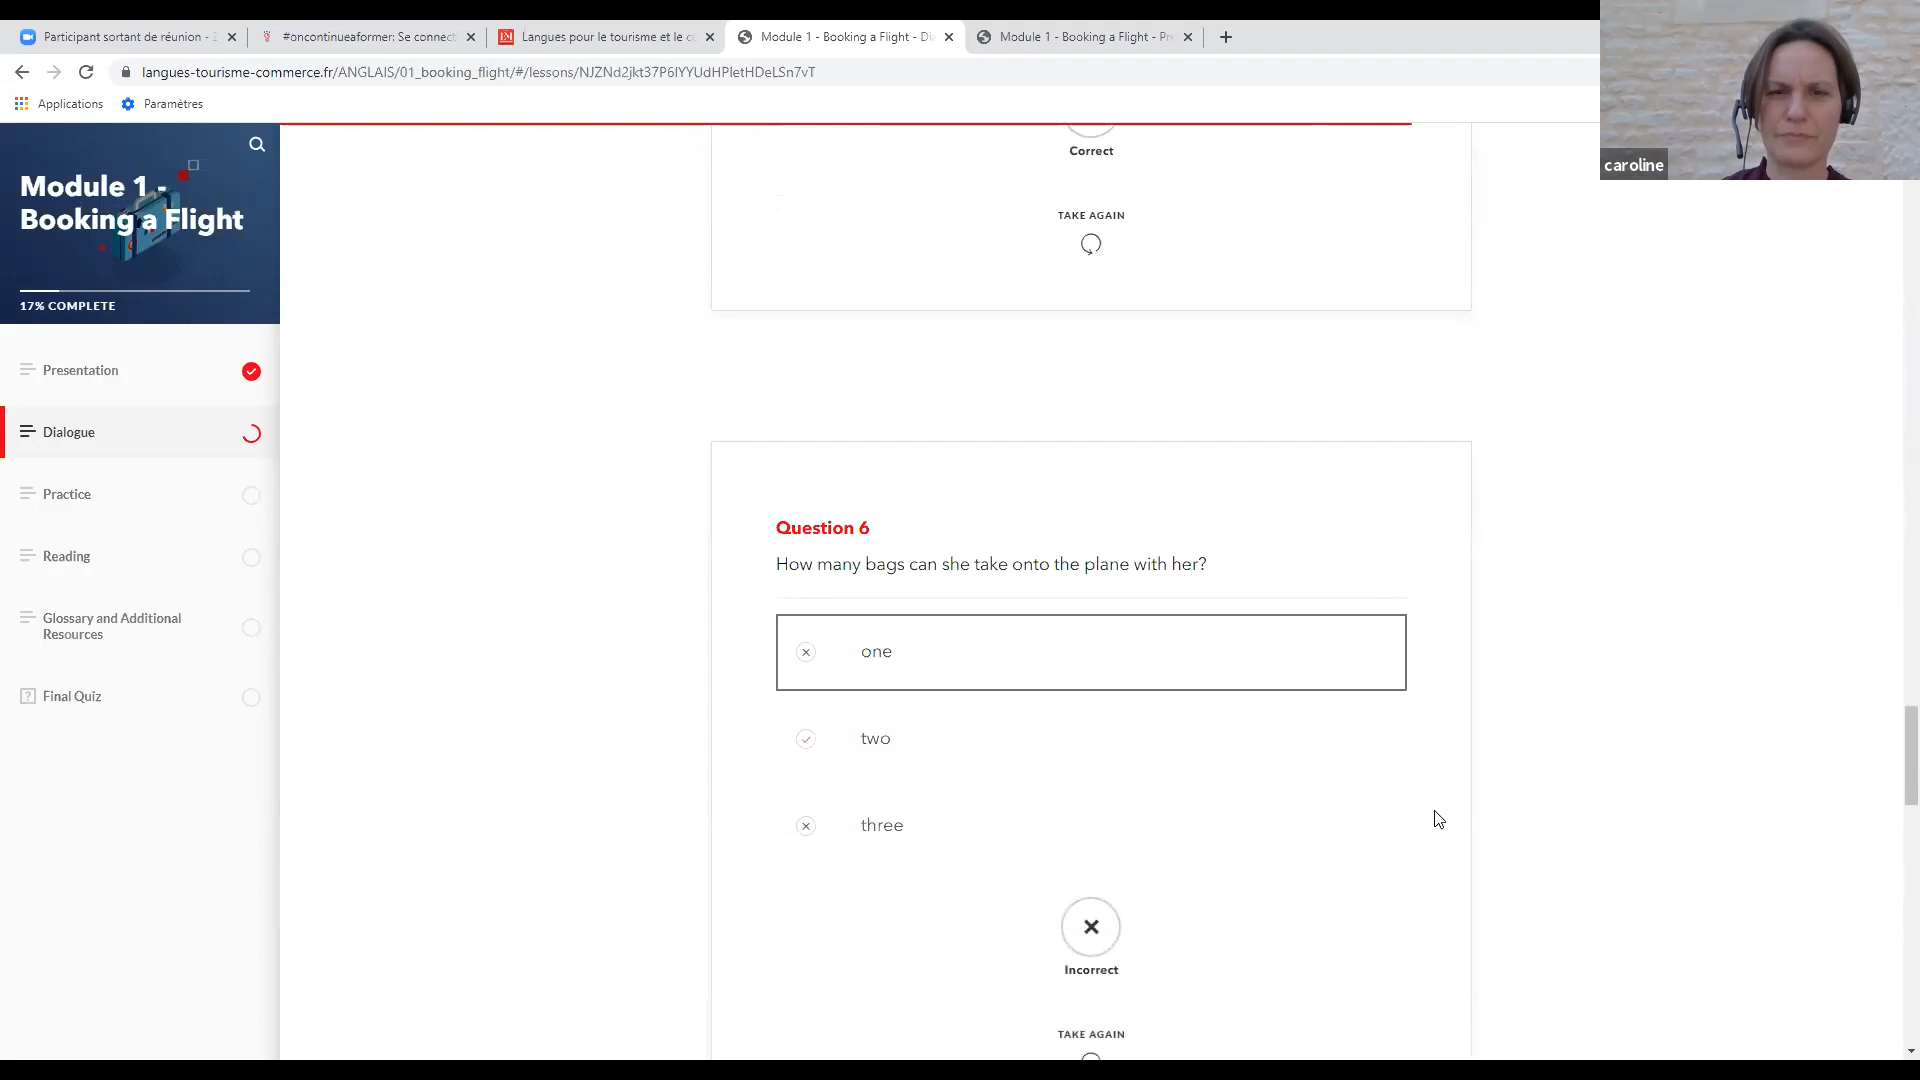 Participant sortant de réunion - 2
#oncontinueaformer: Se connect
Langues pour le tourisme et le c
Module 1 - Booking a Flight - Di
Module 1 - Booking a Flight - Pr
langues-tourisme-commerce.fr/ANGLAIS/01_booking_flight/#/lessons/NJZNd2jkt37P6lYYUdHPletHDeLSn7vT
Applications
Paramètres
caroline
Module 1 -
Booking a Flight
17% COMPLETE
Presentation
Dialogue
Practice
Reading
Glossary and Additional
Resources
Final Quiz
Correct
TAKE AGAIN
Question 6
How many bags can she take onto the plane with her?
one
two
three
Incorrect
TAKE AGAIN